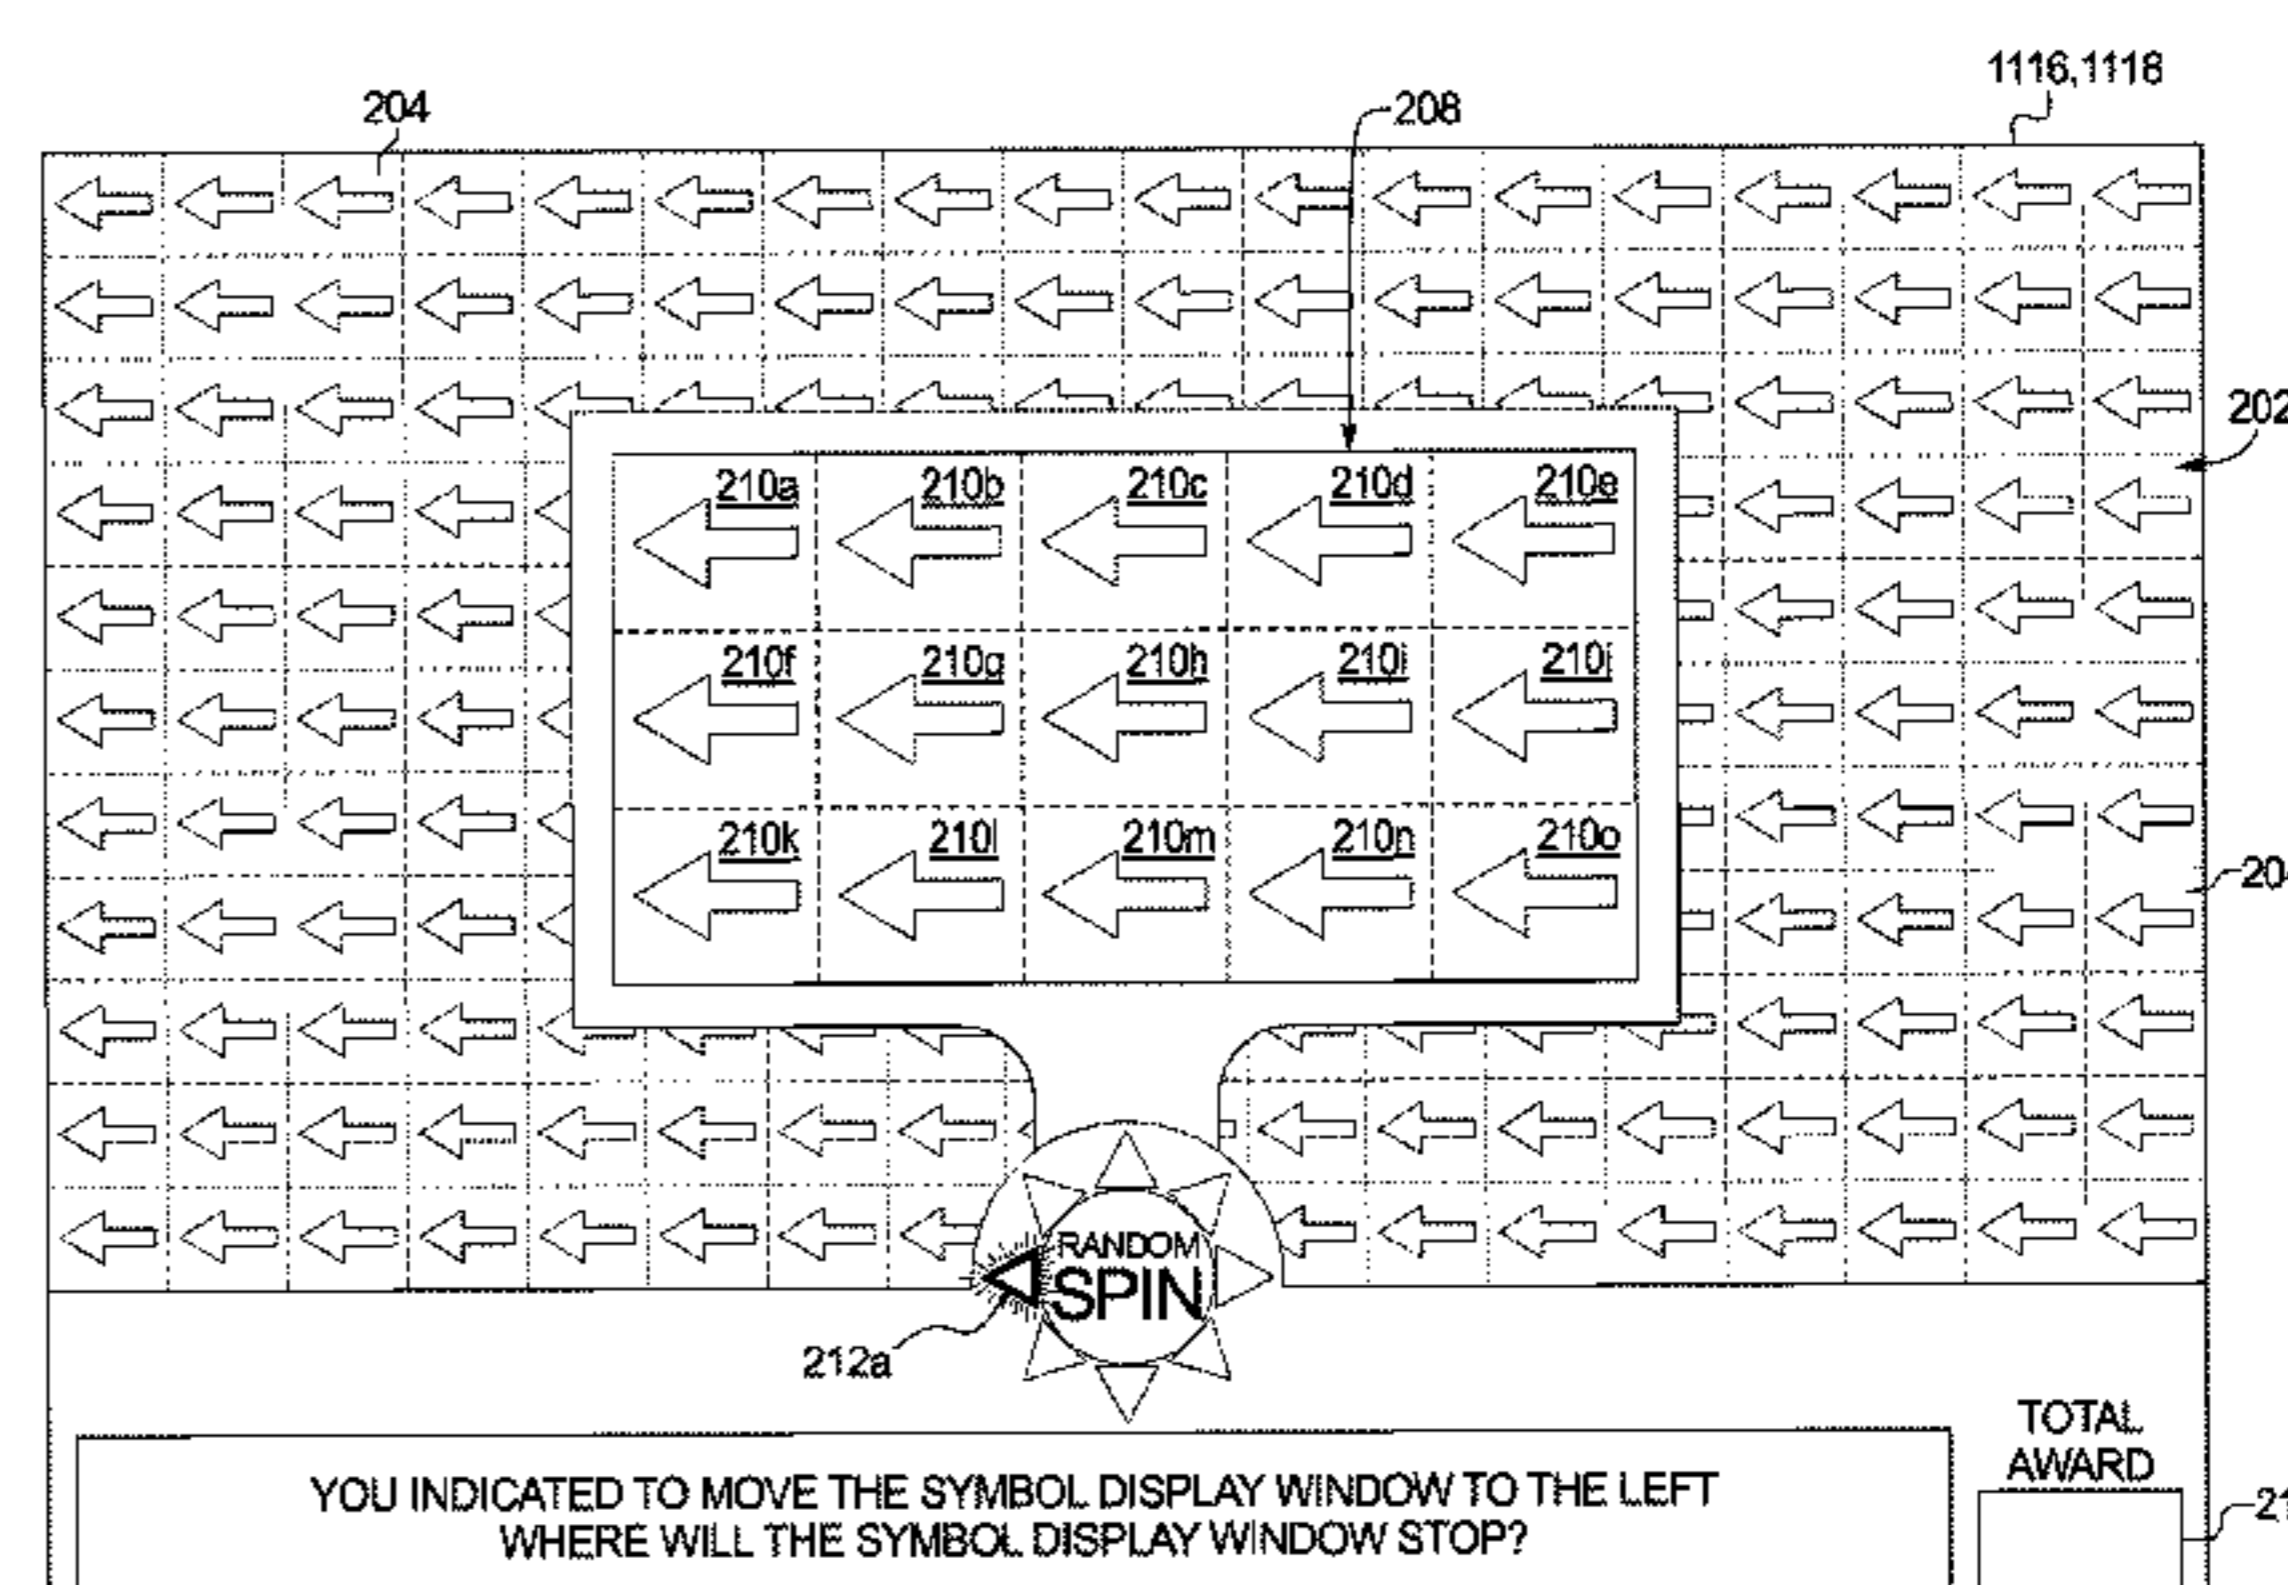 1116,1118
204
208
202
210a 210b 210c 210d 210e
210f 210g 210h 210i 210j
210k 210l 210m 210n 210o
RANDOM
SPIN
212a
TOTAL
AWARD
YOU INDICATED TO MOVE THE SYMBOL DISPLAY WINDOW TO THE LEFT
WHERE WILL THE SYMBOL DISPLAY WINDOW STOP?